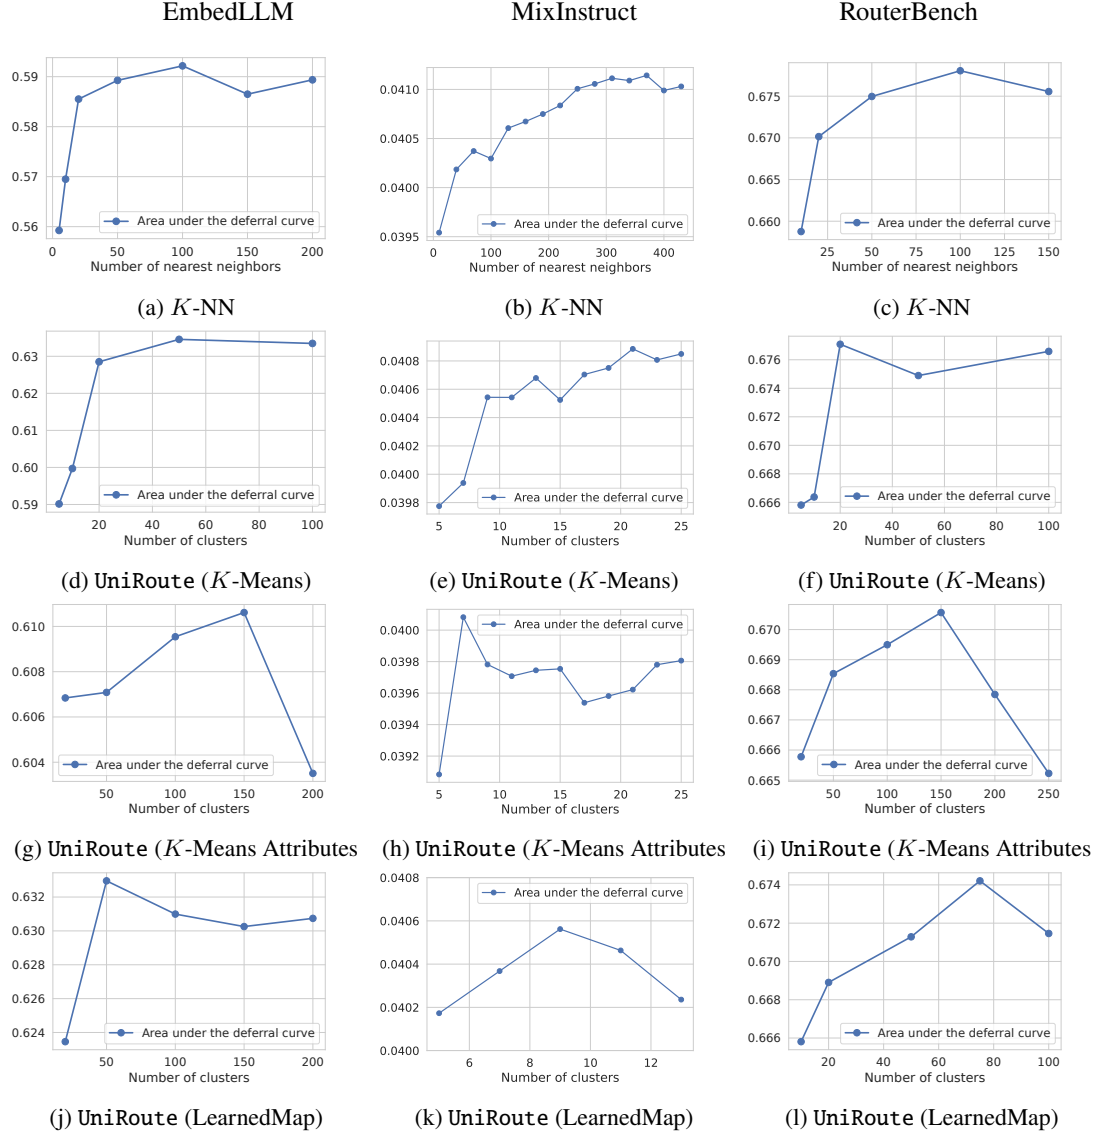 EmbedLLM MixInstruct RouterBench
0.59
0.58
0.57
0.56
Area under the deferral curve
0 50 100 150 200
Number of nearest neighbors
(a) K-NN
0.0410
0.0405
0.0400
0.0395
Area under the deferral curve
0 100 200 300 400
Number of nearest neighbors
(b) K-NN
0.675
0.670
0.665
0.660
Area under the deferral curve
25 50 75 100 125 150
Number of nearest neighbors
(c) K-NN
0.63
0.62
0.61
0.60
0.59
Area under the deferral curve
20 40 60 80 100
Number of clusters
(d) UniRoute (K-Means)
0.0408
0.0406
0.0404
0.0402
0.0400
0.0398
Area under the deferral curve
5 10 15 20 25
Number of clusters
(e) UniRoute (K-Means)
0.676
0.674
0.672
0.670
0.668
0.666
Area under the deferral curve
20 40 60 80 100
Number of clusters
(f) UniRoute (K-Means)
0.610
0.608
0.606
0.604
Area under the deferral curve
50 100 150 200
Number of clusters
(g) UniRoute (K-Means Attributes
0.0400
0.0398
0.0396
0.0394
0.0392
Area under the deferral curve
5 10 15 20 25
Number of clusters
(h) UniRoute (K-Means Attributes
0.670
0.669
0.668
0.667
0.666
0.665
Area under the deferral curve
50 100 150 200 250
Number of clusters
(i) UniRoute (K-Means Attributes
0.632
0.630
0.628
0.626
0.624
Area under the deferral curve
50 100 150 200
Number of clusters
(j) UniRoute (LearnedMap)
0.0408
0.0406
0.0404
0.0402
0.0400
Area under the deferral curve
6 8 10 12
Number of clusters
(k) UniRoute (LearnedMap)
0.674
0.672
0.670
0.668
0.666
Area under the deferral curve
20 40 60 80 100
Number of clusters
(l) UniRoute (LearnedMap)